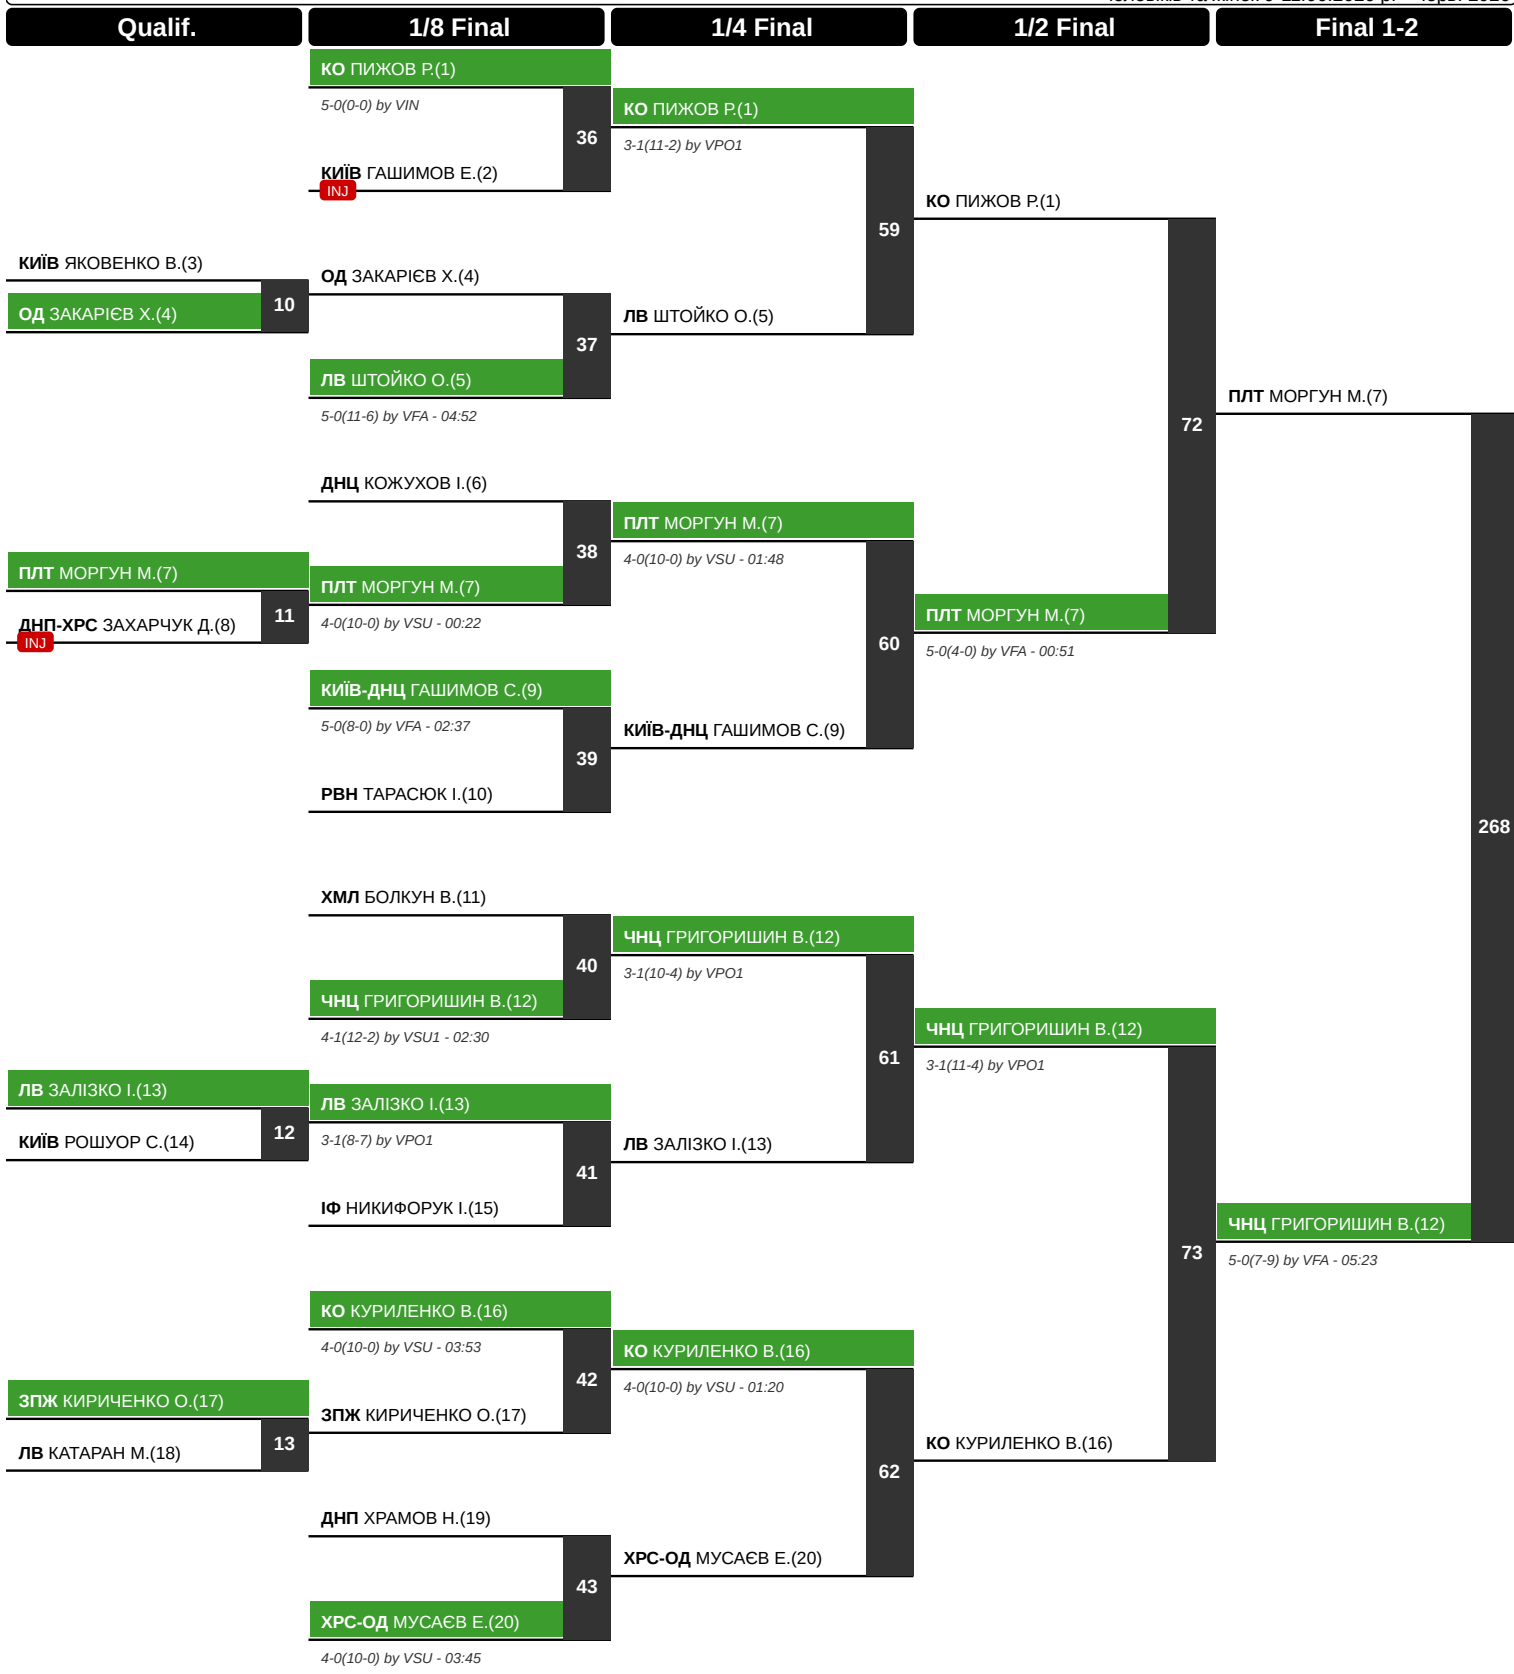 Qualif.
1/8 Final
1/4 Final
1/2 Final
Final 1-2
КО ПИЖОВ Р.(1)
5-0(0-0) by VIN
36
КИЇВ ГАШИМОВ Е.(2)
INJ
КИЇВ ЯКОВЕНКО В.(3)
10
ОД ЗАКАРІЄВ Х.(4)
ОД ЗАКАРІЄВ Х.(4)
37
ЛВ ШТОЙКО О.(5)
5-0(11-6) by VFA - 04:52
ДНЦ КОЖУХОВ І.(6)
38
ПЛТ МОРГУН М.(7)
4-0(10-0) by VSU - 00:22
ПЛТ МОРГУН М.(7)
11
ДНП-ХРС ЗАХАРЧУК Д.(8)
INJ
КИЇВ-ДНЦ ГАШИМОВ С.(9)
5-0(8-0) by VFA - 02:37
39
РВН ТАРАСЮК І.(10)
ХМЛ БОЛКУН В.(11)
40
ЧНЦ ГРИГОРИШИН В.(12)
4-1(12-2) by VSU1 - 02:30
ЛВ ЗАЛІЗКО І.(13)
12
КИЇВ РОШУОР С.(14)
ЛВ ЗАЛІЗКО І.(13)
3-1(8-7) by VPO1
41
ІФ НИКИФОРУК І.(15)
КО КУРИЛЕНКО В.(16)
4-0(10-0) by VSU - 03:53
42
ЗПЖ КИРИЧЕНКО О.(17)
ЗПЖ КИРИЧЕНКО О.(17)
13
ЛВ КАТАРАН М.(18)
ДНП ХРАМОВ Н.(19)
43
ХРС-ОД МУСАЄВ Е.(20)
4-0(10-0) by VSU - 03:45
КО ПИЖОВ Р.(1)
3-1(11-2) by VPO1
59
ЛВ ШТОЙКО О.(5)
ПЛТ МОРГУН М.(7)
4-0(10-0) by VSU - 01:48
60
КИЇВ-ДНЦ ГАШИМОВ С.(9)
ЧНЦ ГРИГОРИШИН В.(12)
3-1(10-4) by VPO1
61
ЛВ ЗАЛІЗКО І.(13)
КО КУРИЛЕНКО В.(16)
4-0(10-0) by VSU - 01:20
62
ХРС-ОД МУСАЄВ Е.(20)
КО ПИЖОВ Р.(1)
72
ПЛТ МОРГУН М.(7)
5-0(4-0) by VFA - 00:51
ЧНЦ ГРИГОРИШИН В.(12)
3-1(11-4) by VPO1
73
КО КУРИЛЕНКО В.(16)
ПЛТ МОРГУН М.(7)
268
ЧНЦ ГРИГОРИШИН В.(12)
5-0(7-9) by VFA - 05:23